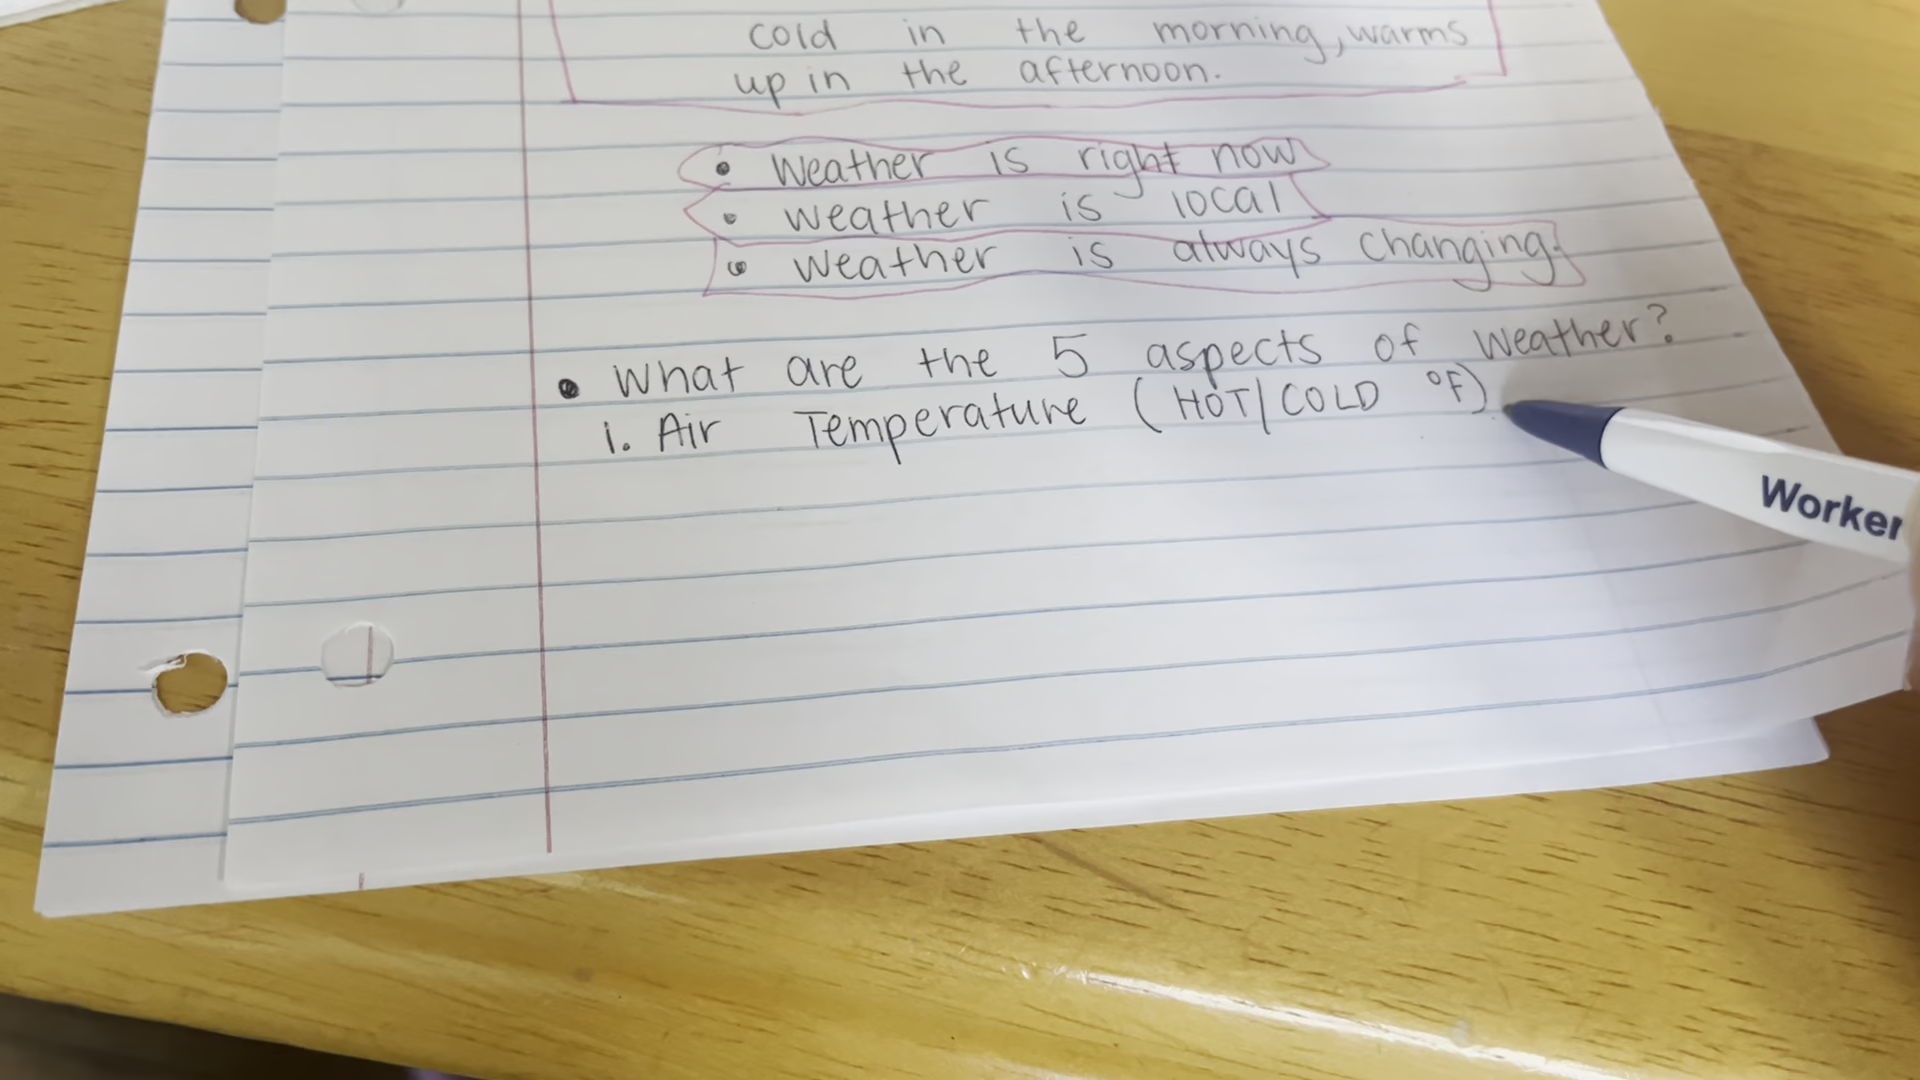 cold in the morning, warms
up in the afternoon.
• Weather is right now
• weather is local
• weather is always changing.
• What are the 5 aspects of weather?
1. Air Temperature (HOT/COLD °F)
Worker